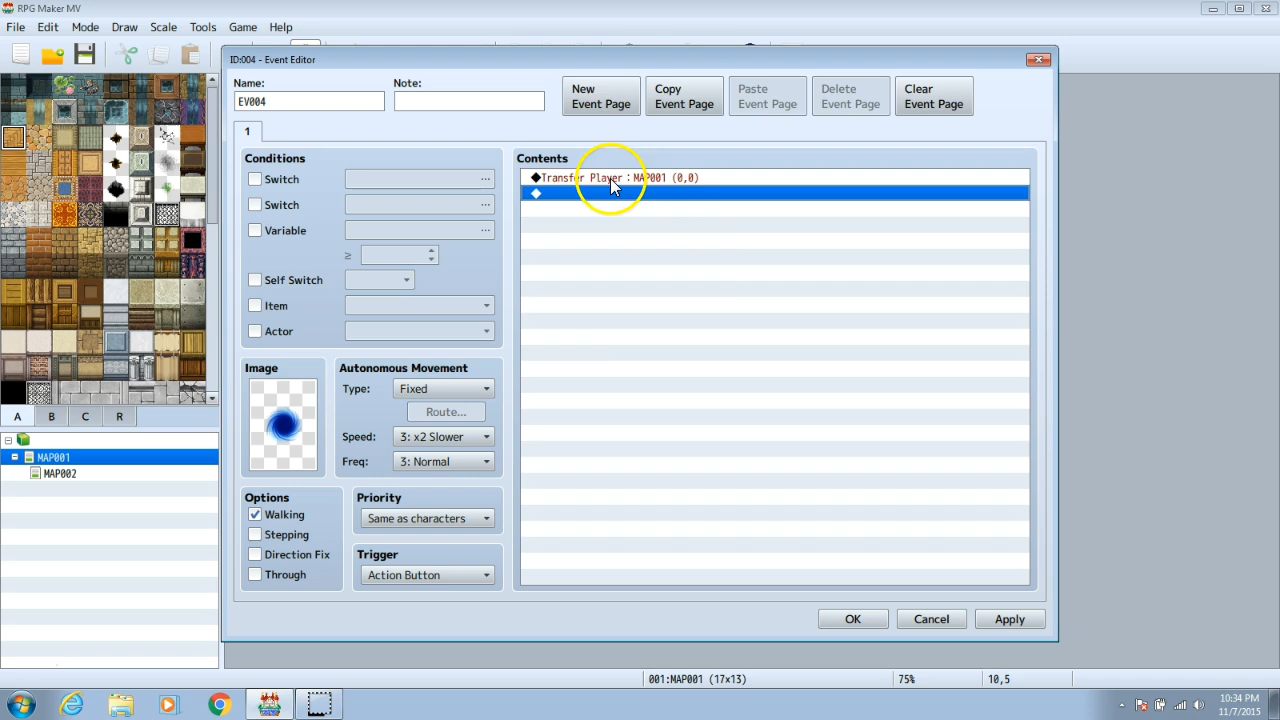 RPG Maker MV
File Edit Mode Draw Scale Tools Game Help
ID:004 - Event Editor
Name: Note:
EV004
New Event Page
Copy Event Page
Paste Event Page
Delete Event Page
Clear Event Page
1
Conditions
Switch ...
Switch ...
Variable ...
≥
Self Switch
Item
Actor
Contents
◆Transfer Player：MAP001 (0,0)
◆
Image
Autonomous Movement
Type: Fixed
Route...
Speed: 3: x2 Slower
Freq: 3: Normal
Options
Walking
Stepping
Direction Fix
Through
Priority
Same as characters
Trigger
Action Button
OK Cancel Apply
A B C R
MAP001
MAP002
001:MAP001 (17x13) 75% 10,5
10:34 PM
11/7/2015